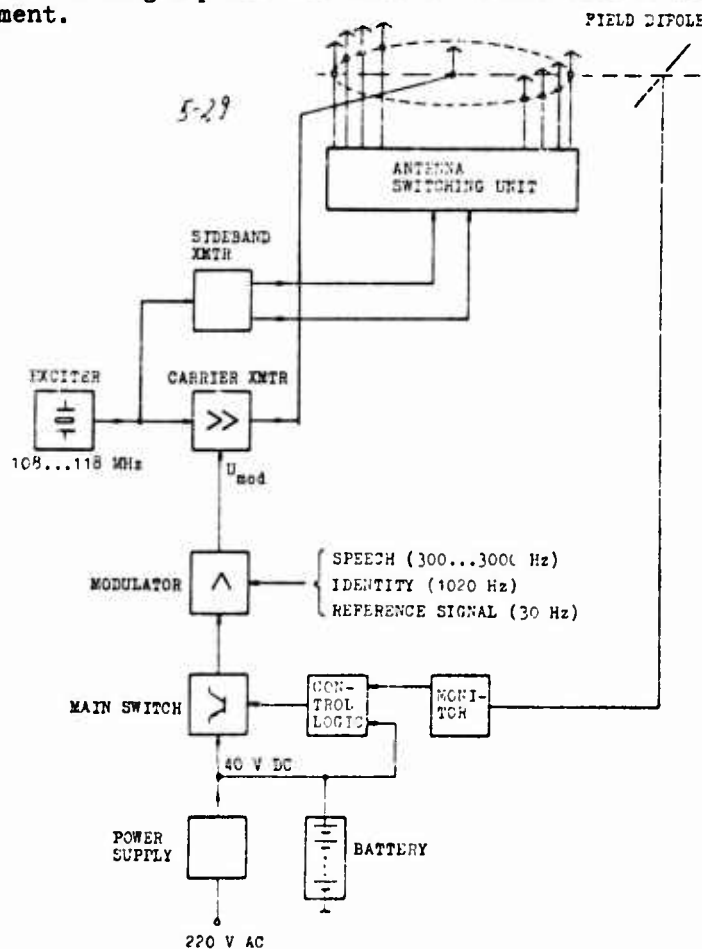 ment.
FIELD DIPOLE
5-29
ANTENNA
SWITCHING UNIT
SIDEBAND
XMTR
EXCITER
CARRIER XMTR
108...118 MHz
U mod
MODULATOR
SPEECH (300...3000 Hz)
IDENTITY (1020 Hz)
REFERENCE SIGNAL (30 Hz)
MAIN SWITCH
CON-
TROL
LOGIC
MONI-
TOR
40 V DC
POWER
SUPPLY
BATTERY
220 V AC